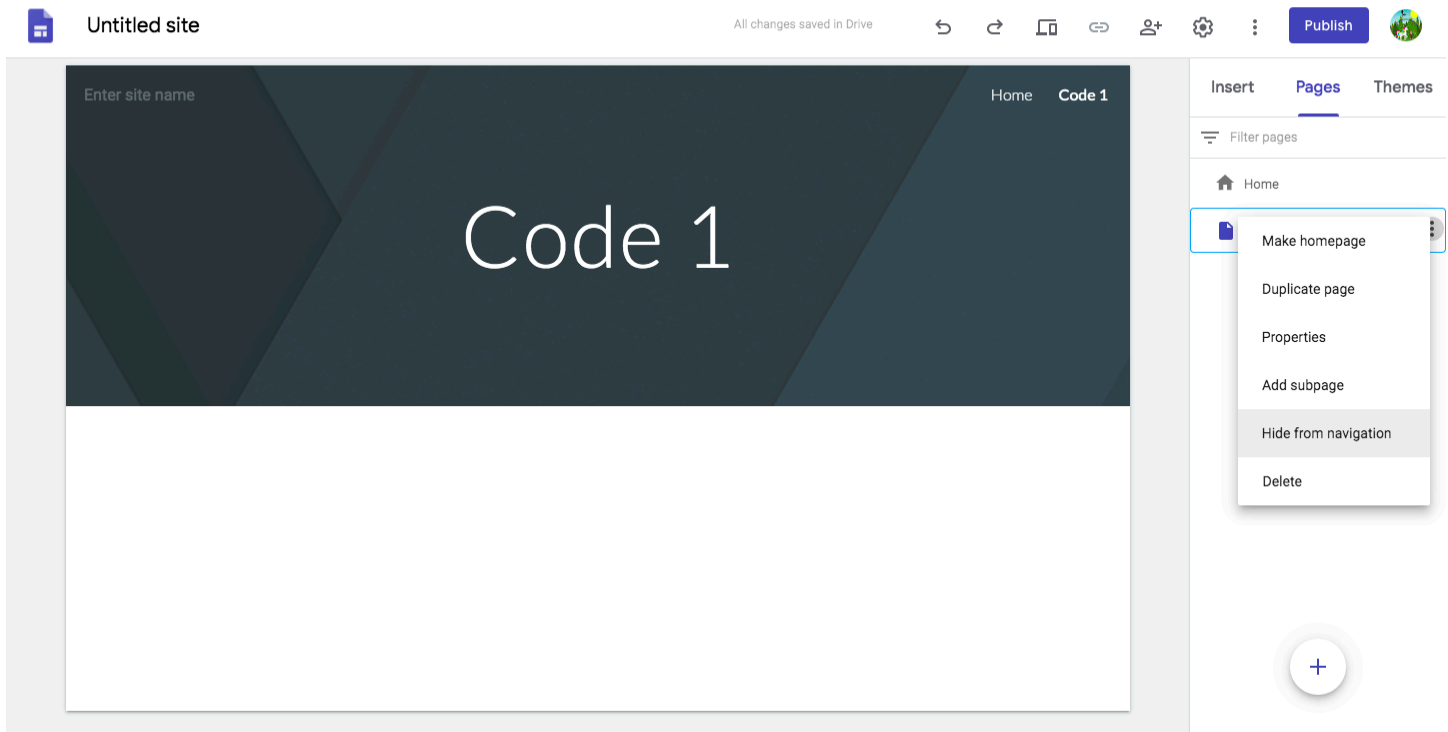 Untitled site
All changes saved in Drive
Publish
Enter site name
Home
Code 1
Code 1
Insert
Pages
Themes
Filter pages
Home
Make homepage
Duplicate page
Properties
Add subpage
Hide from navigation
Delete